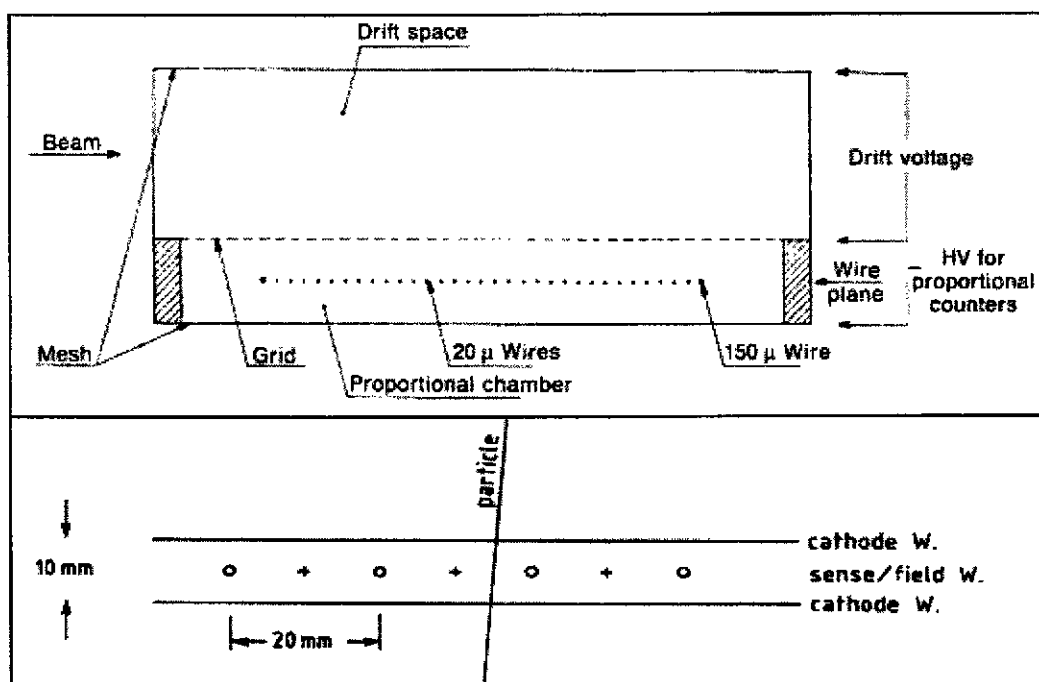 Drift space
Beam
Drift voltage
Wire
plane
HV for
proportional
counters
Mesh
Grid
20 µ Wires
150 µ Wire
Proportional chamber
particle
cathode W.
10 mm
sense/field W.
cathode W.
20 mm